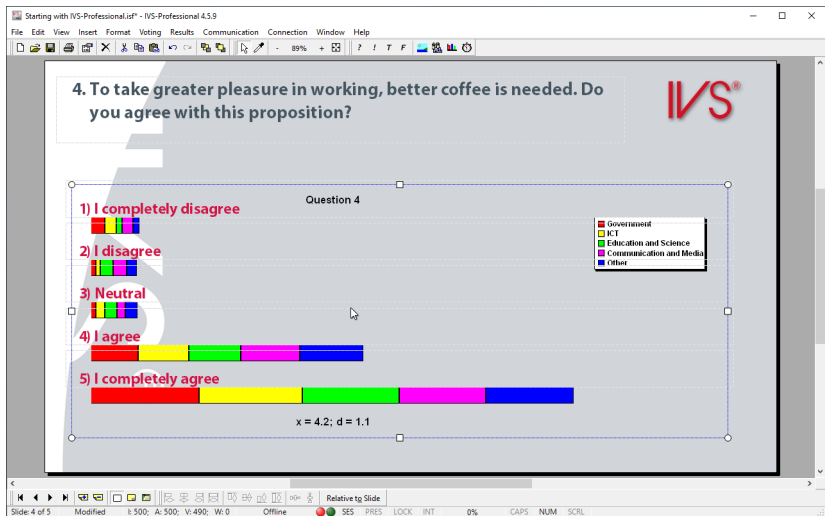 Starting with IVS-Professional.isf* - IVS-Professional 4.5.9
File Edit View Insert Format Voting Results Communication Connection Window Help
- 89% + ? ! T F
4. To take greater pleasure in working, better coffee is needed. Do
you agree with this proposition?
IVS®
Question 4
1) I completely disagree
Government
ICT
Education and Science
Communication and Media
Other
2) I disagree
3) Neutral
4) I agree
5) I completely agree
x = 4.2; d = 1.1
Relative to Slide
Slide: 4 of 5 Modified I: 500; A: 500; V: 490; W: 0 Offline SES PRES LOCK INT 0% CAPS NUM SCRL